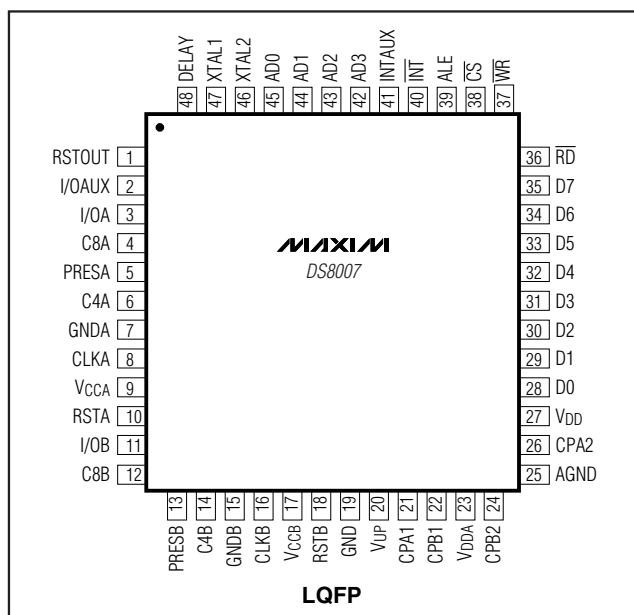 48 DELAY
47 XTAL1
46 XTAL2
45 AD0
44 AD1
43 AD2
42 AD3
41 INTAUX
40 I̅N̅T̅
39 ALE
38 C̅S̅
37 W̅R̅
RSTOUT 1
I/OAUX 2
I/OA 3
C8A 4
PRESA 5
C4A 6
GNDA 7
CLKA 8
VCCA 9
RSTA 10
I/OB 11
C8B 12
MAXIM
DS8007
36 R̅D̅
35 D7
34 D6
33 D5
32 D4
31 D3
30 D2
29 D1
28 D0
27 VDD
26 CPA2
25 AGND
PRESB 13
C4B 14
GNDB 15
CLKB 16
VCCB 17
RSTB 18
GND 19
VUP 20
CPA1 21
CPB1 22
VDDA 23
CPB2 24
LQFP